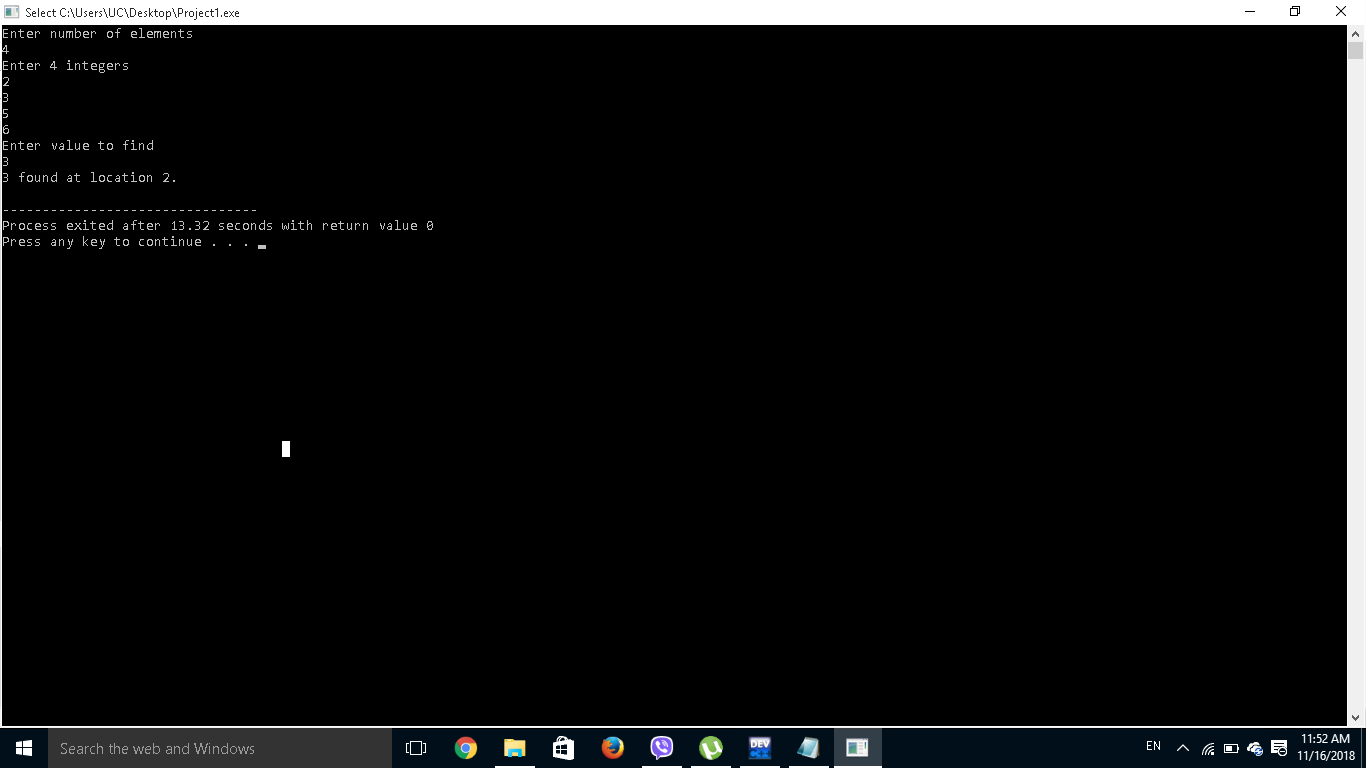 Select C:\Users\UC\Desktop\Project1.exe
Enter number of elements
4
Enter 4 integers
2
3
5
6
Enter value to find
3
3 found at location 2.
--------------------------------
Process exited after 13.32 seconds with return value 0
Press any key to continue . . .
Search the web and Windows
DEV
EN
11:52 AM
11/16/2018